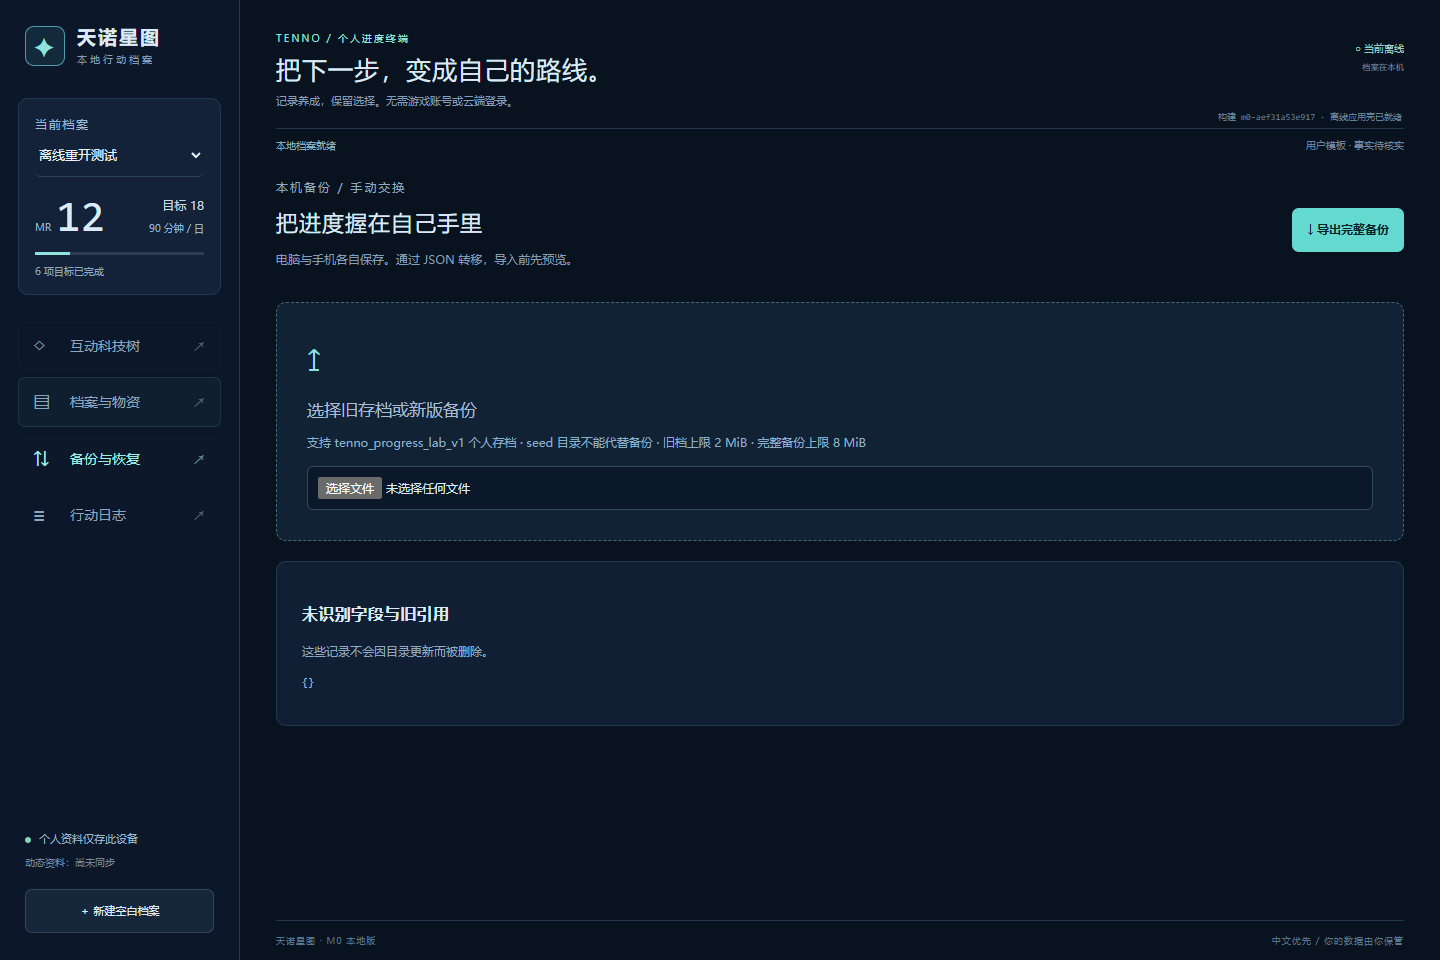 天诺星图
本地行动档案
当前档案
离线重开测试
MR 12
目标 18
90 分钟 / 日
6 项目标已完成
互动科技树
档案与物资
备份与恢复
行动日志
个人资料仅存此设备
动态资料：尚未同步
+ 新建空白档案
TENNO / 个人进度终端
把下一步，变成自己的路线。
记录养成，保留选择。无需游戏账号或云端登录。
当前离线
档案在本机
构建 m0-aef31a53e917 · 离线应用壳已就绪
本地档案就绪
用户模板 · 事实待核实
本机备份 / 手动交换
把进度握在自己手里
电脑与手机各自保存。通过 JSON 转移，导入前先预览。
↓ 导出完整备份
选择旧存档或新版备份
支持 tenno_progress_lab_v1 个人存档 · seed 目录不能代替备份 · 旧档上限 2 MiB · 完整备份上限 8 MiB
选择文件 未选择任何文件
未识别字段与旧引用
这些记录不会因目录更新而被删除。
{}
天诺星图 · M0 本地版
中文优先 / 你的数据由你保管